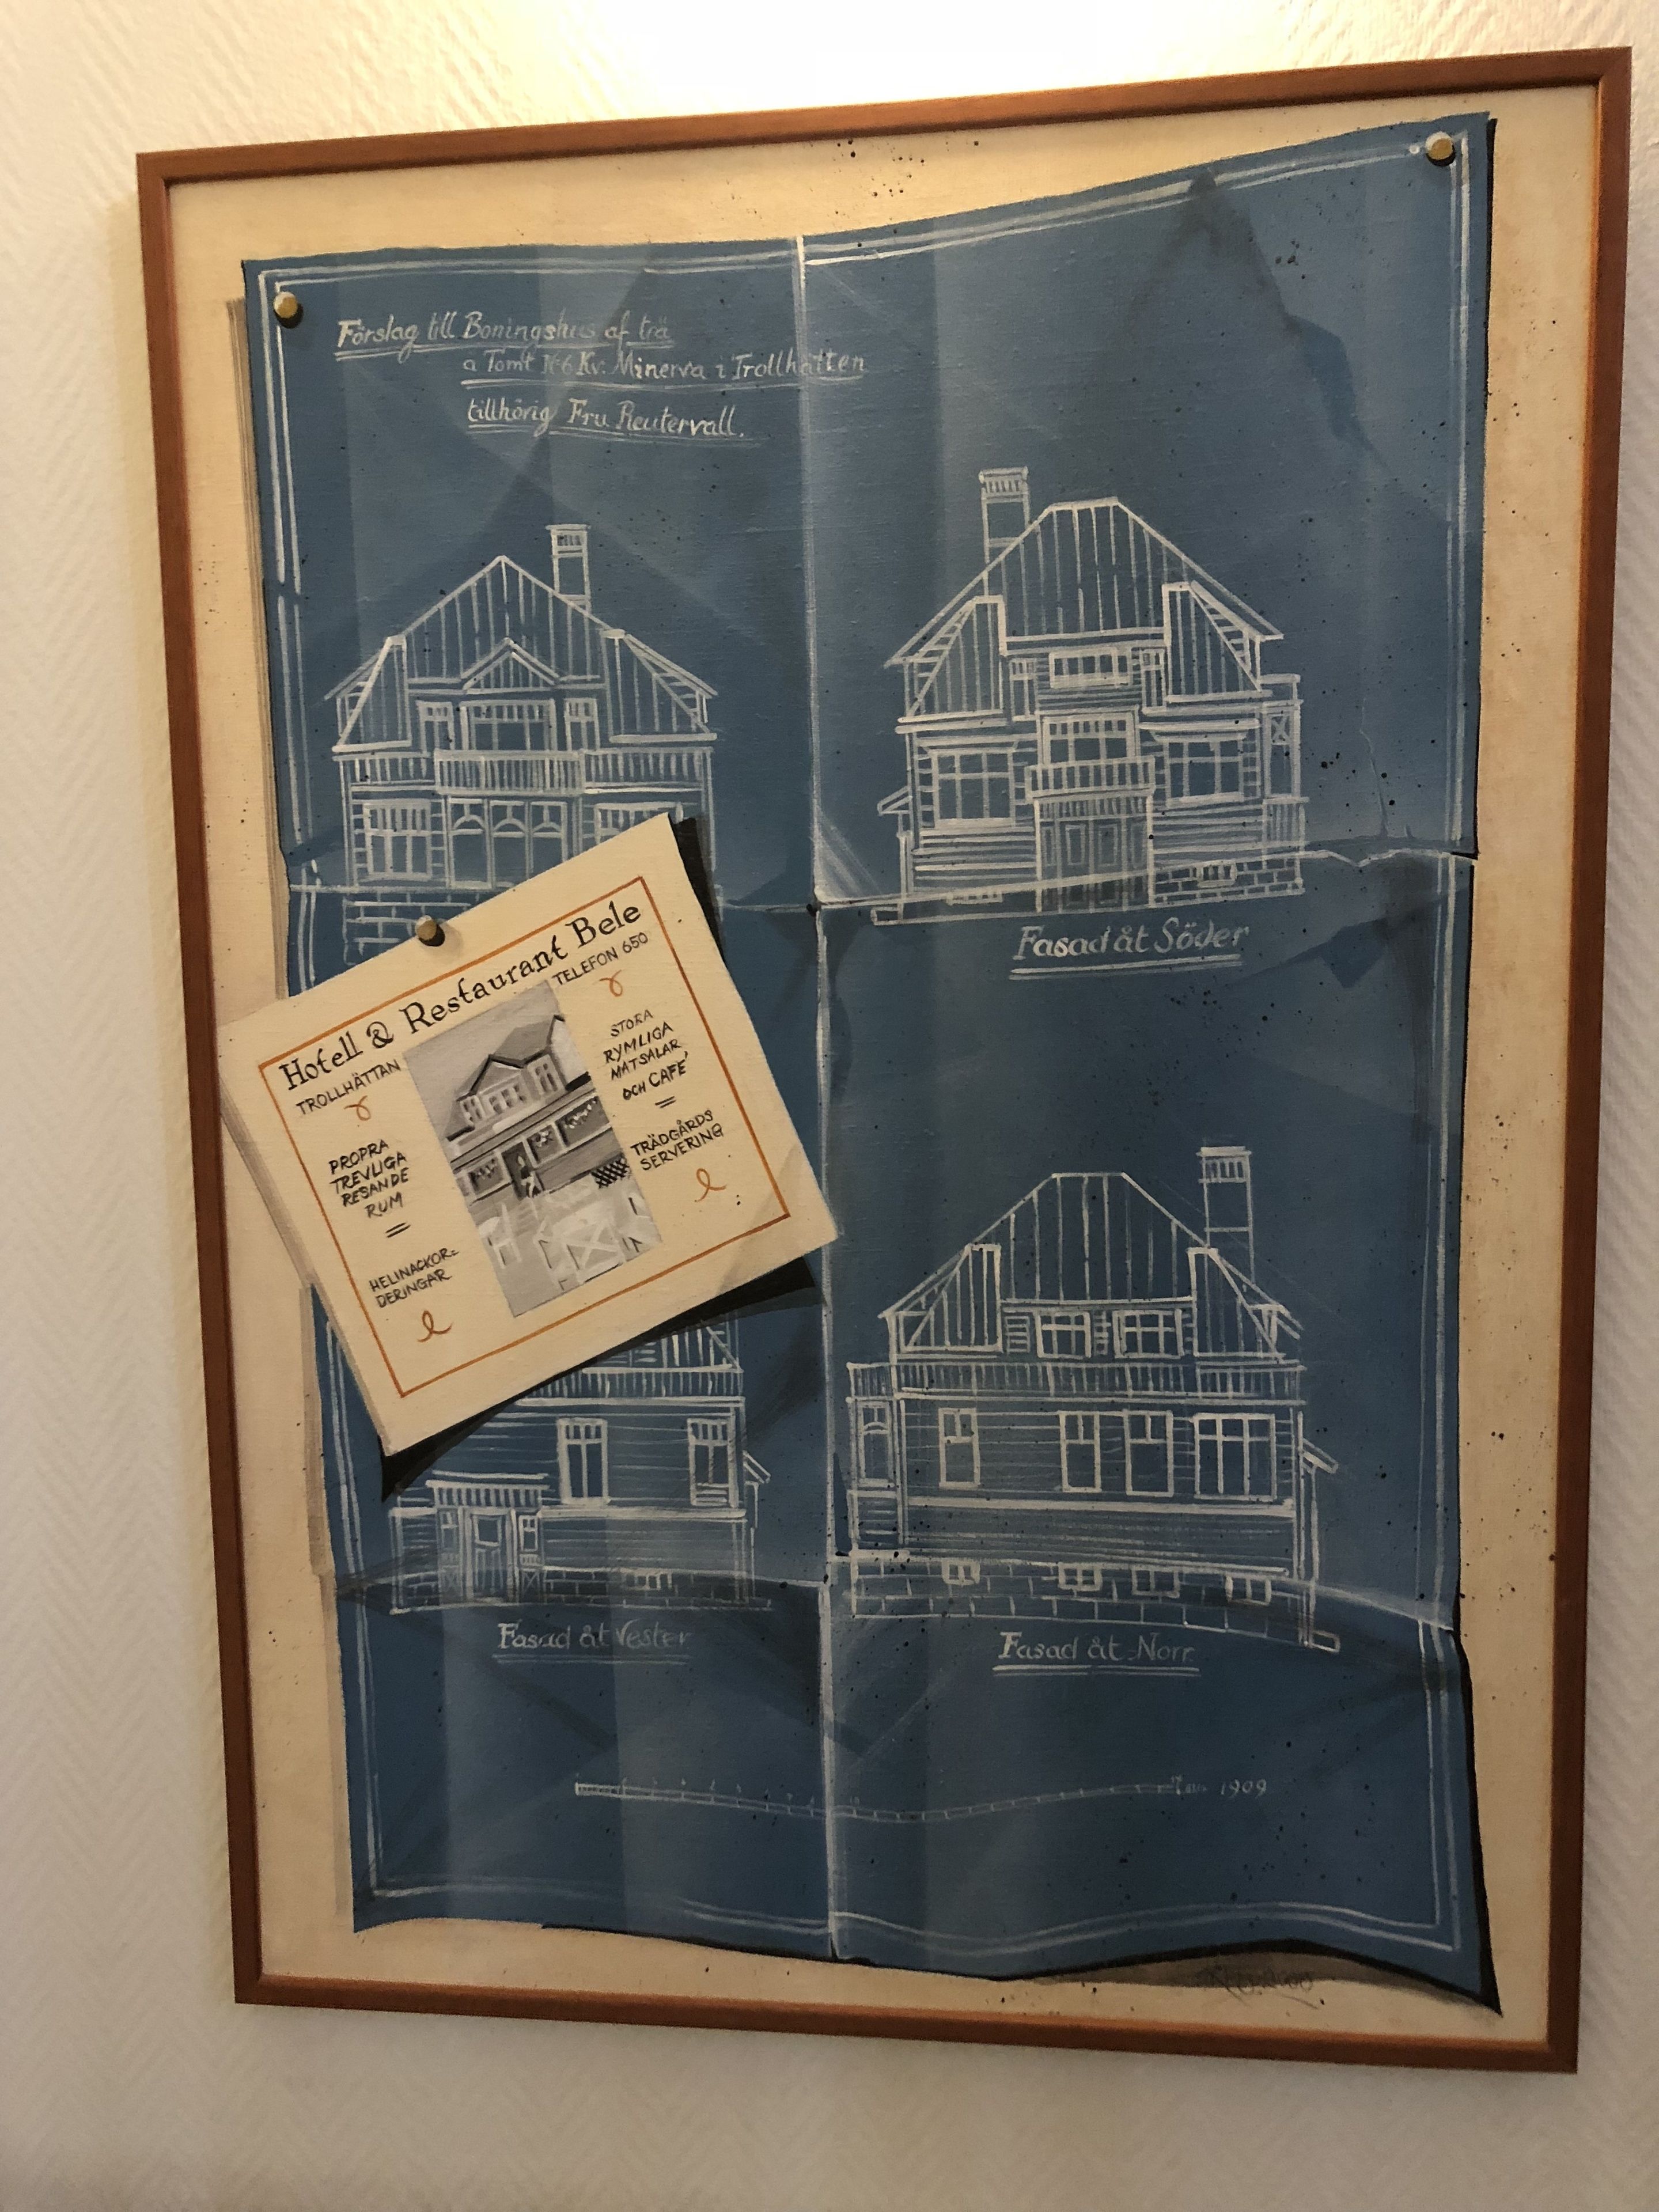 Förslag till Boningshus af trä
a Tomt No 6 Kv. Minerva i Trollhätten
tillhörig Fru Reutervall.
Fasad åt Söder
Hotell & Restaurant Bele
TROLLHÄTTAN
TELEFON 650
PROPRA
TREVLIGA
RESANDE
RUM
=
HELINACKOR=
DERINGAR
STORA
RYMLIGA
MATSALAR
OCH CAFÉ
=
TRÄDGÅRDS
SERVERING
Fasad åt Vester
Fasad åt Norr
1909